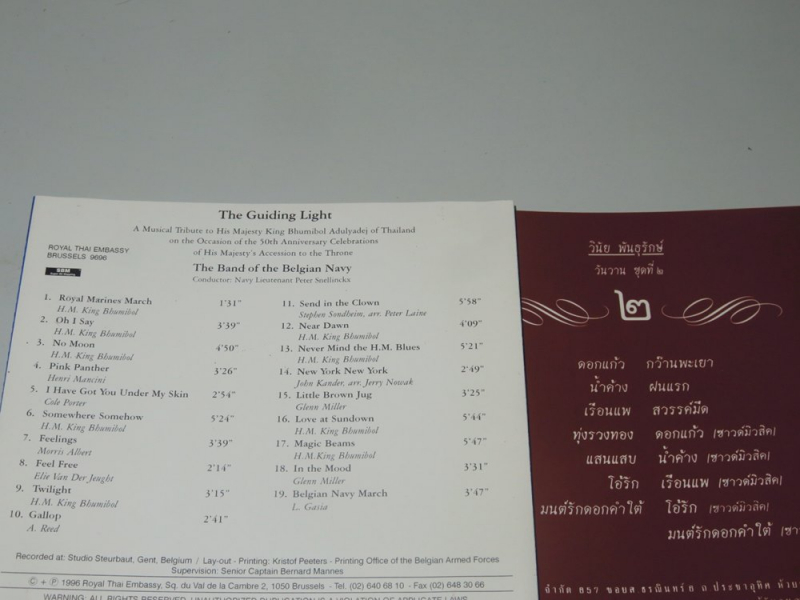 The Guiding Light
A Musical Tribute to His Majesty King Bhumibol Adulyadej of Thailand
on the Occasion of the 50th Anniversary Celebrations
of His Majesty's Accession to the Throne
ROYAL THAI EMBASSY
BRUSSELS 9696
The Band of the Belgian Navy
Conductor: Navy Lieutenant Peter Snellinckx
1. Royal Marines March 1'31"
H.M. King Bhumibol
2. Oh I Say 3'39"
H.M. King Bhumibol
3. No Moon 4'50"
H.M. King Bhumibol
4. Pink Panther 3'26"
Henri Mancini
5. I Have Got You Under My Skin 2'54"
Cole Porter
6. Somewhere Somehow 5'24"
H.M. King Bhumibol
7. Feelings 3'39"
Morris Albert
8. Feel Free 2'14"
Elie Van Der Jeught
9. Twilight 3'15"
H.M. King Bhumibol
10. Gallop 2'41"
A. Reed
11. Send in the Clown 5'58"
Stephen Sondheim, arr. Peter Laine
12. Near Dawn 4'09"
H.M. King Bhumibol
13. Never Mind the H.M. Blues 5'21"
H.M. King Bhumibol
14. New York New York 2'49"
John Kander, arr. Jerry Nowak
15. Little Brown Jug 3'25"
Glenn Miller
16. Love at Sundown 5'44"
H.M. King Bhumibol
17. Magic Beams 5'47"
H.M.King Bhumibol
18. In the Mood 3'31"
Glenn Miller
19. Belgian Navy March 3'47"
L. Gasia
Recorded at: Studio Steurbaut, Gent, Belgium / Lay-out - Printing: Kristof Peeters - Printing Office of the Belgian Armed Forces
Supervision: Senior Captain Bernard Mannes
© + ℗ 1996 Royal Thai Embassy, Sq. du Val de la Cambre 2, 1050 Brussels - Tel. (02) 640 68 10 - Fax (02) 648 30 66
WARNING: ALL RIGHTS RESERVED. UNAUTHORIZED DUPLICATION IS A VIOLATION OF APPLICATE LAWS
วินัย พันธุรักษ์
วันวาน ชุดที่ ๒
๒
ดอกแก้ว กว๊านพะเยา
น้ำค้าง ฝนแรก
เรือนแพ สวรรค์มืด
ทุ่งรวงทอง ดอกแก้ว (ซาวด์มิวสิค)
แสนแสบ น้ำค้าง (ซาวด์มิวสิค)
โอ้รัก เรือนแพ (ซาวด์มิวสิค)
มนต์รักดอกคำใต้ โอ้รัก (ซาวด์มิวสิค)
มนต์รักดอกคำใต้